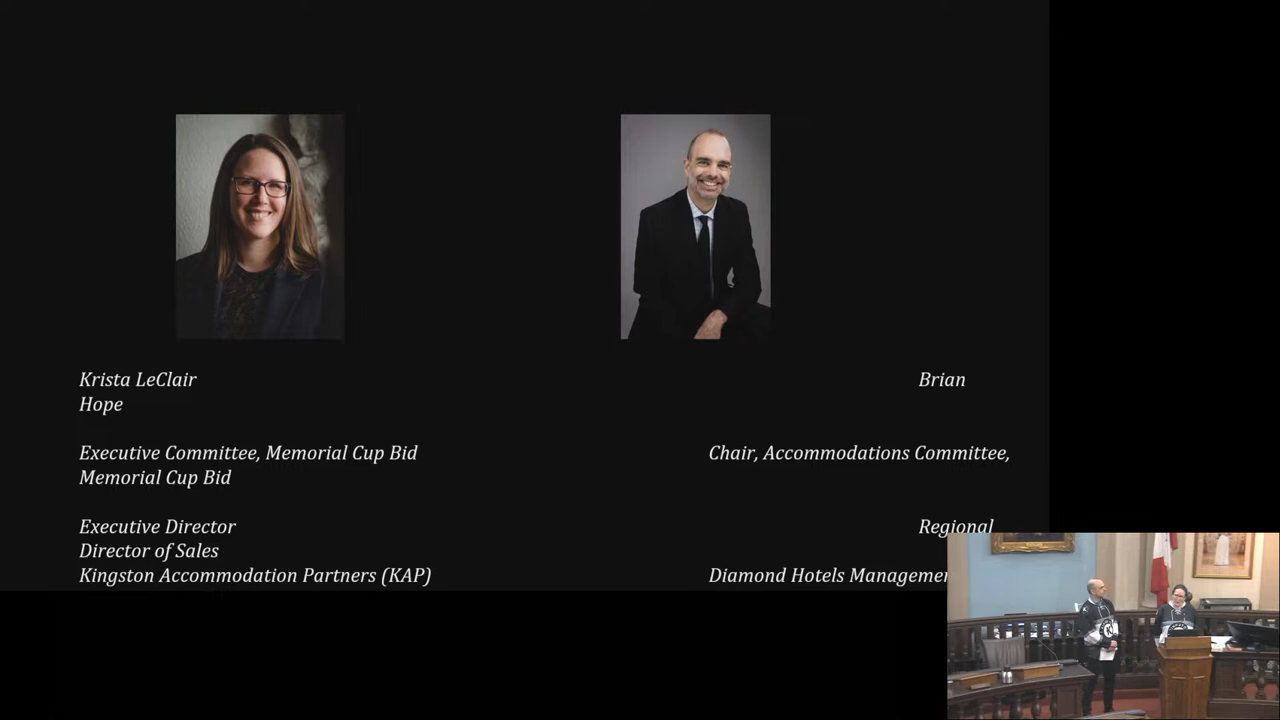 Krista LeClair Brian
Hope
Executive Committee, Memorial Cup Bid Chair, Accommodations Committee,
Memorial Cup Bid
Executive Director Regional
Director of Sales
Kingston Accommodation Partners (KAP) Diamond Hotels